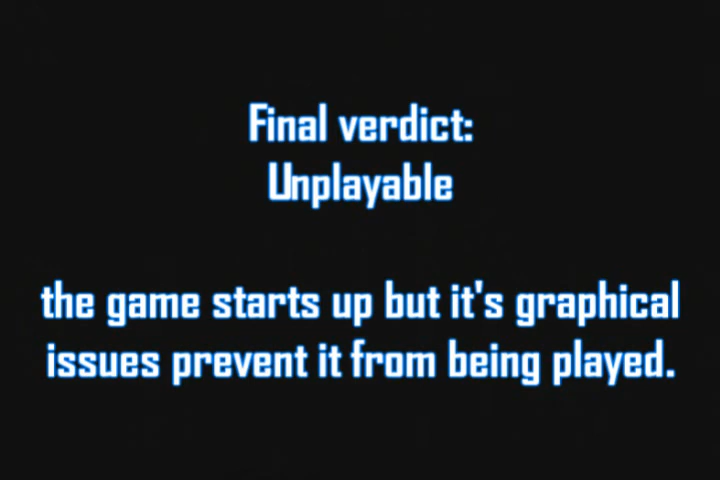 Final verdict:
Unplayable
the game starts up but it's graphical
issues prevent it from being played.